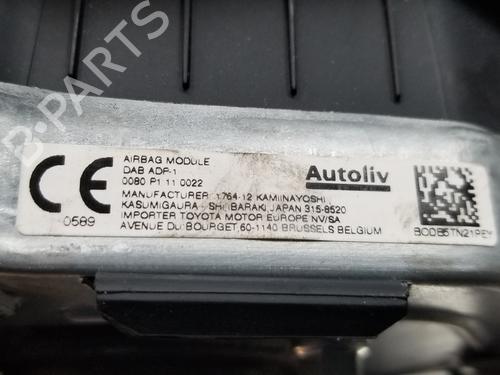 B-PARTS
AIRBAG MODULE
DAB ADP-1
0080 P1 11 0022
MANUFACTURER 1764-12 KAMIINAYOSHI
KASUMIGAURA-SHI IBARAKI JAPAN 315-8520
IMPORTER TOYOTA MOTOR EUROPE NV/SA
AVENUE DU BOURGET 60-1140 BRUSSELS BELGIUM
CE
0589
Autoliv